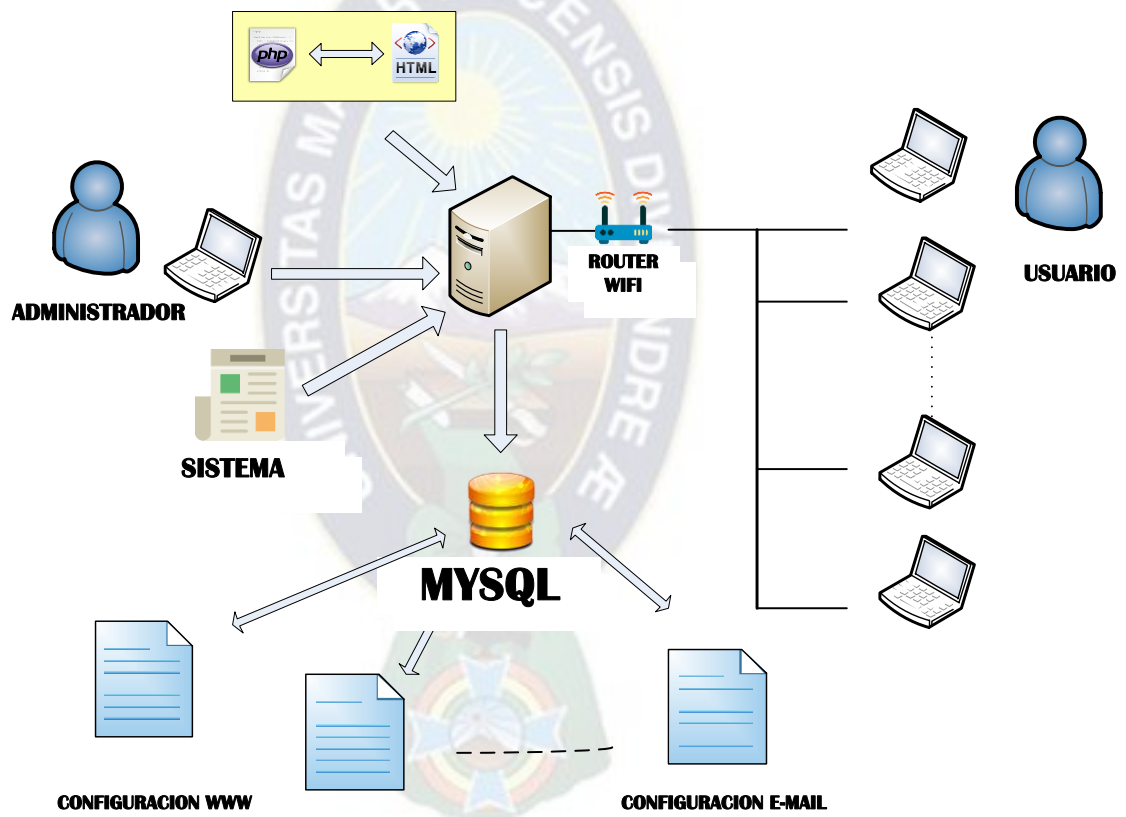 php
HTML
ROUTER
WIFI
ADMINISTRADOR
USUARIO
SISTEMA
MYSQL
CONFIGURACION WWW
CONFIGURACION E-MAIL